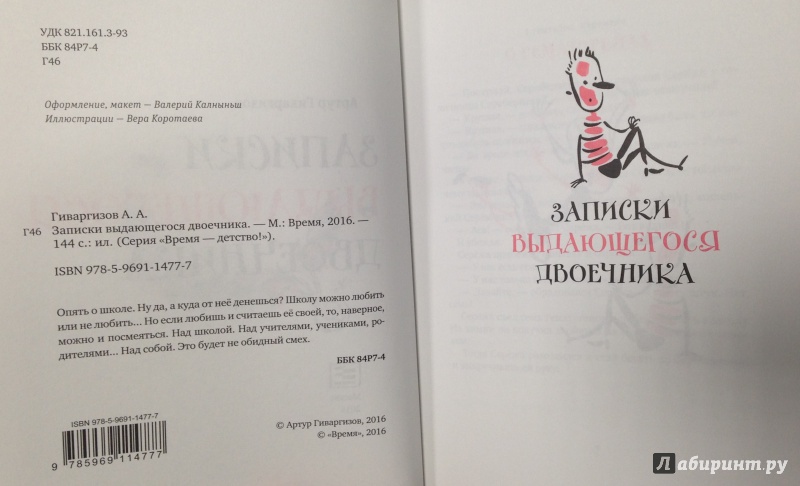 УДК 821.161.3-93
ББК 84Р7-4
Г46
Оформление, макет — Валерий Калныньш
Иллюстрации — Вера Коротаева
Гиваргизов А. А.
Г46 Записки выдающегося двоечника. — М.: Время, 2016. —
144 с.: ил. (Серия «Время — детство!»).
ISBN 978-5-9691-1477-7
Опять о школе. Ну да, а куда от неё денешься? Школу можно любить
или не любить... Но если любишь и считаешь её своей, то, наверное,
можно и посмеяться. Над школой. Над учителями, учениками, ро-
дителями... Над собой. Это будет не обидный смех.
ББК 84Р7-4
ISBN 978-5-9691-1477-7
9 785969 114777
© Артур Гиваргизов, 2016
© «Время», 2016
ЗАПИСКИ
ВЫДАЮЩЕГОСЯ
ДВОЕЧНИКА
Лабиринт.ру